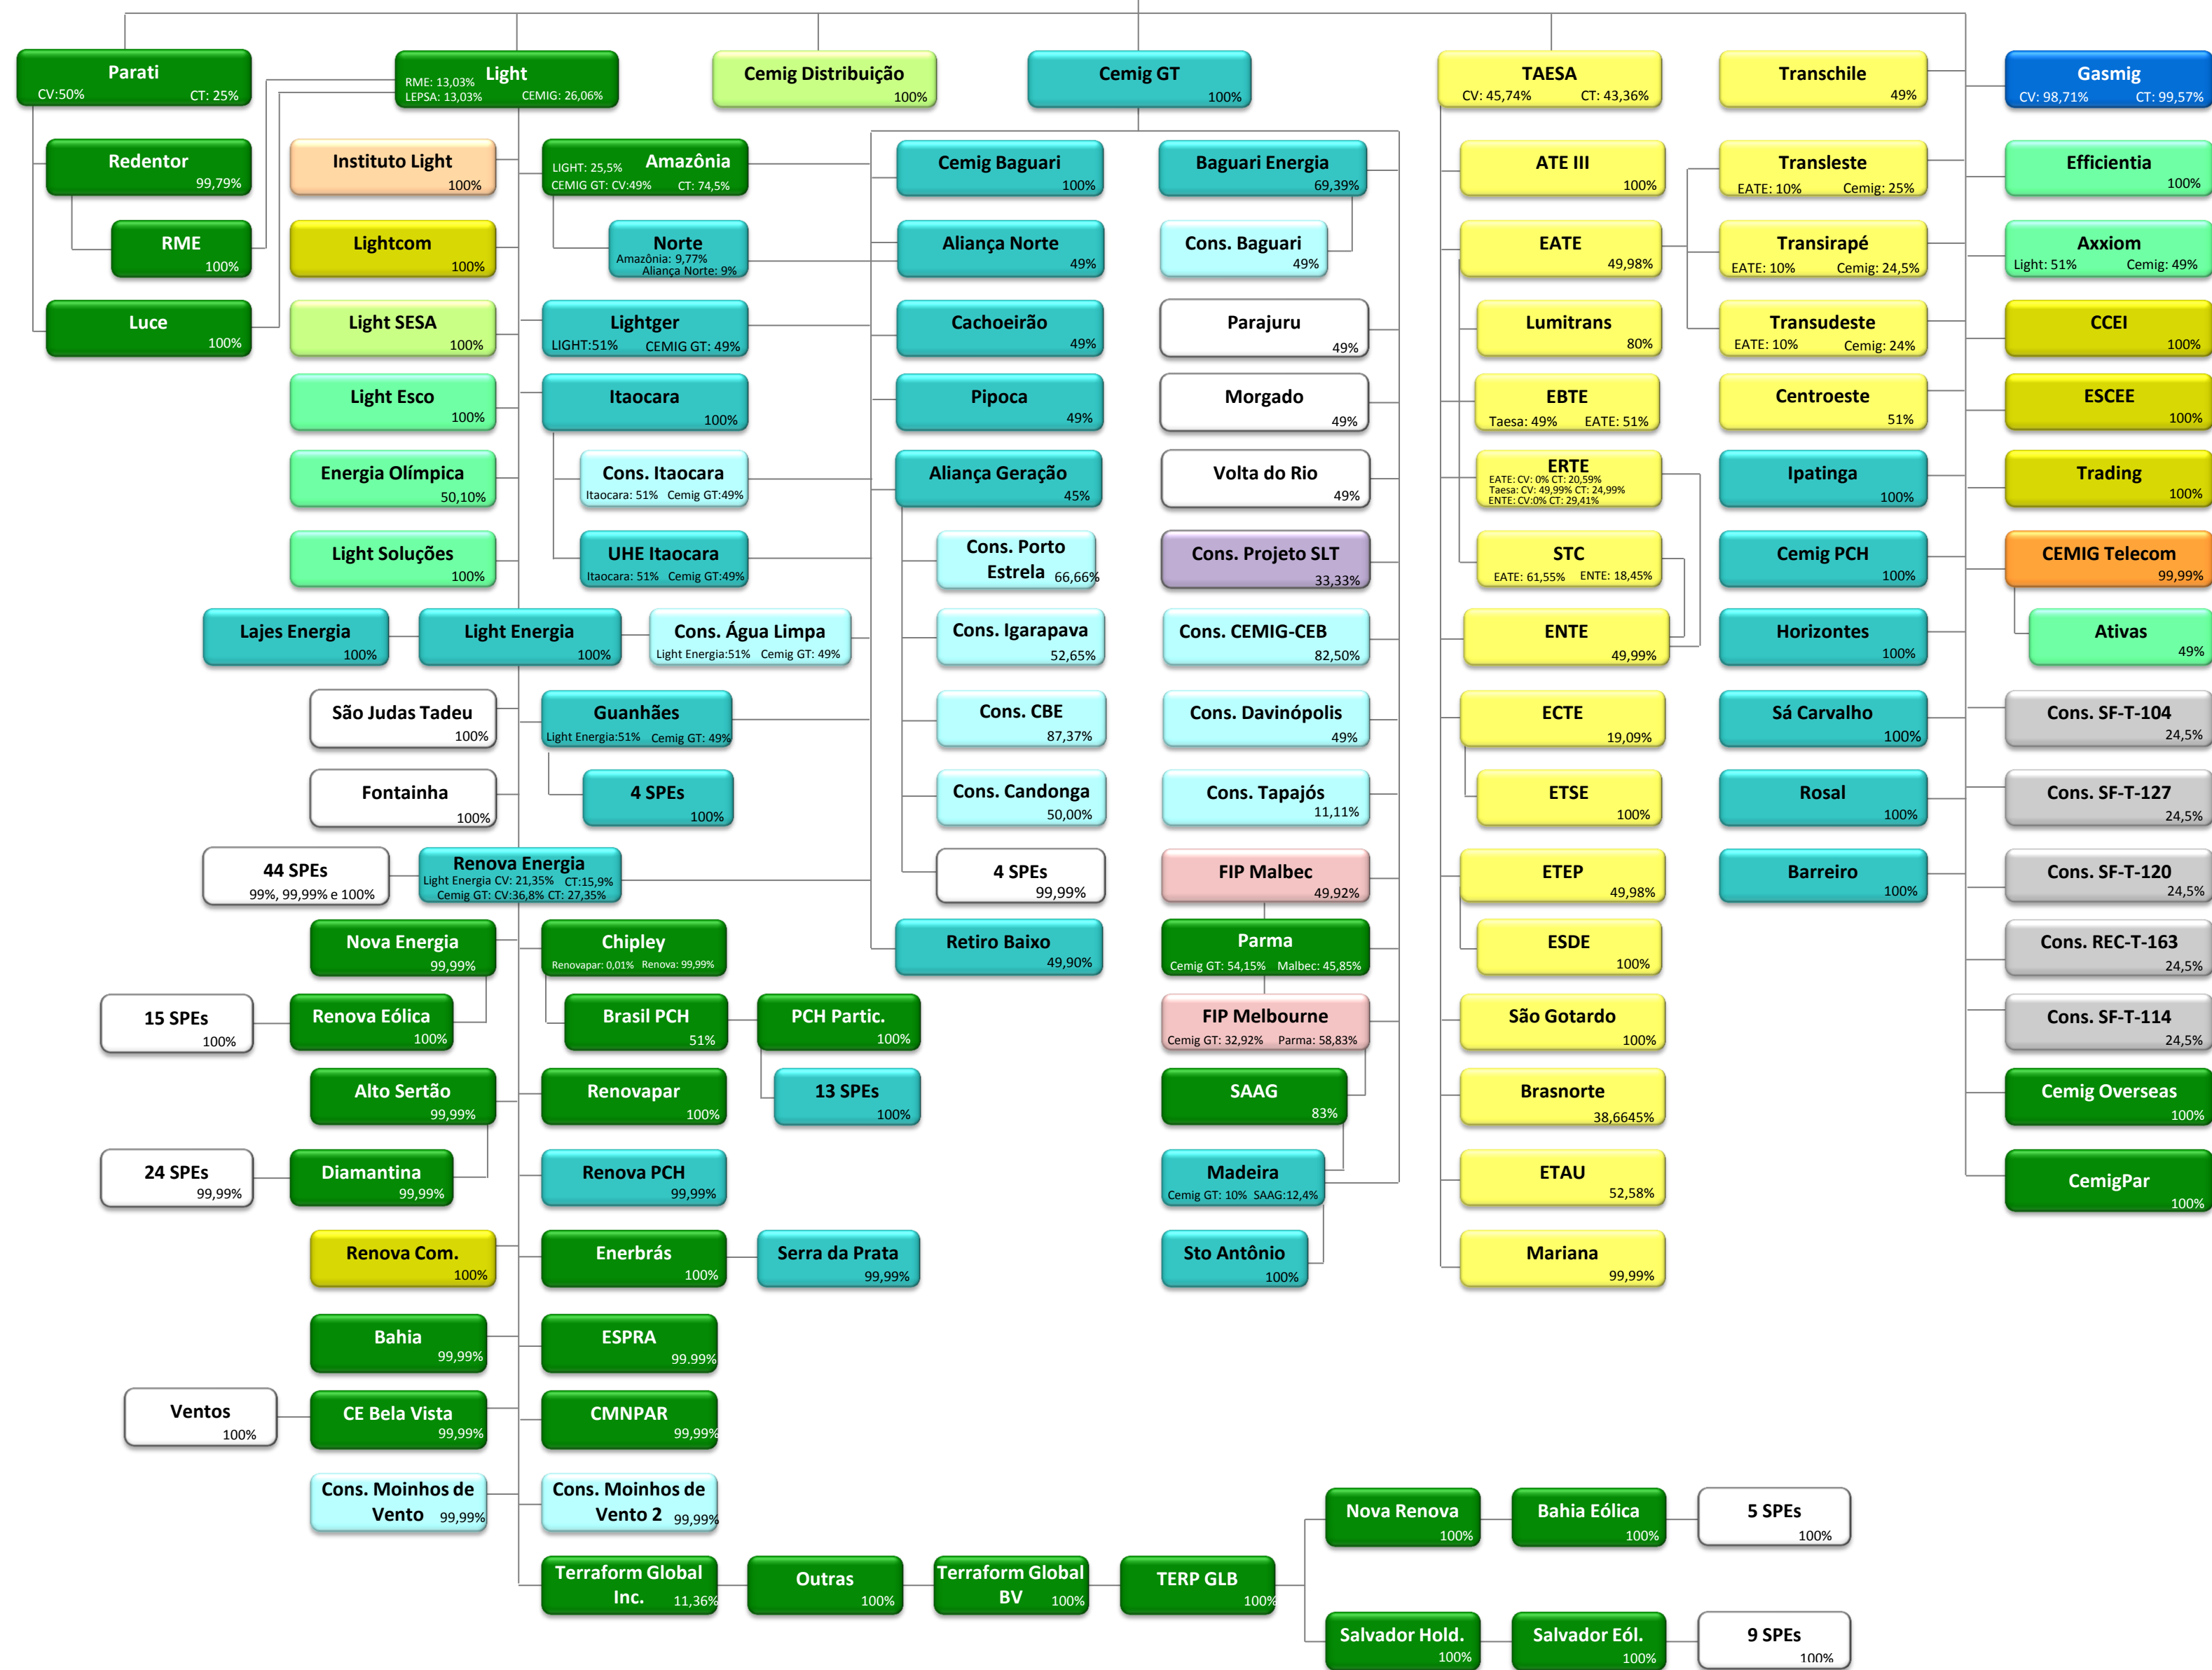 Parati
CV:50% CT: 25%
Light
RME: 13,03%
LEPSA: 13,03% CEMIG: 26,06%
Cemig Distribuição
100%
Cemig GT
100%
TAESA
CV: 45,74% CT: 43,36%
Transchile
49%
Gasmig
CV: 98,71% CT: 99,57%
Redentor
99,79%
Instituto Light
100%
Amazônia
LIGHT: 25,5%
CEMIG GT: CV:49% CT: 74,5%
Cemig Baguari
100%
Baguari Energia
69,39%
ATE III
100%
Transleste
EATE: 10% Cemig: 25%
Efficientia
100%
RME
100%
Lightcom
100%
Norte
Amazônia: 9,77%
Aliança Norte: 9%
Aliança Norte
49%
Cons. Baguari
49%
EATE
49,98%
Transirapé
EATE: 10% Cemig: 24,5%
Axxiom
Light: 51% Cemig: 49%
Luce
100%
Light SESA
100%
Lightger
LIGHT:51% CEMIG GT: 49%
Cachoeirão
49%
Parajuru
49%
Lumitrans
80%
Transudeste
EATE: 10% Cemig: 24%
CCEI
100%
Light Esco
100%
Itaocara
100%
Pipoca
49%
Morgado
49%
EBTE
Taesa: 49% EATE: 51%
Centroeste
51%
ESCEE
100%
Energia Olímpica
50,10%
Cons. Itaocara
Itaocara: 51% Cemig GT:49%
Aliança Geração
45%
Volta do Rio
49%
ERTE
EATE: CV: 0% CT: 20,59%
Taesa: CV: 49,99% CT: 24,99%
ENTE: CV:0% CT: 29,41%
Ipatinga
100%
Trading
100%
Light Soluções
100%
UHE Itaocara
Itaocara: 51% Cemig GT:49%
Cons. Porto
Estrela 66,66%
Cons. Projeto SLT
33,33%
STC
EATE: 61,55% ENTE: 18,45%
Cemig PCH
100%
CEMIG Telecom
99,99%
Lajes Energia
100%
Light Energia
100%
Cons. Água Limpa
Light Energia:51% Cemig GT: 49%
Cons. Igarapava
52,65%
Cons. CEMIG-CEB
82,50%
ENTE
49,99%
Horizontes
100%
Ativas
49%
São Judas Tadeu
100%
Guanhães
Light Energia:51% Cemig GT: 49%
Cons. CBE
87,37%
Cons. Davinópolis
49%
ECTE
19,09%
Sá Carvalho
100%
Cons. SF-T-104
24,5%
Fontainha
100%
4 SPEs
100%
Cons. Candonga
50,00%
Cons. Tapajós
11,11%
ETSE
100%
Rosal
100%
Cons. SF-T-127
24,5%
44 SPEs
99%, 99,99% e 100%
Renova Energia
Light Energia CV: 21,35% CT:15,9%
Cemig GT: CV:36,8% CT: 27,35%
4 SPEs
99,99%
FIP Malbec
49,92%
ETEP
49,98%
Barreiro
100%
Cons. SF-T-120
24,5%
Nova Energia
99,99%
Chipley
Renovapar: 0,01% Renova: 99,99%
Retiro Baixo
49,90%
Parma
Cemig GT: 54,15% Malbec: 45,85%
ESDE
100%
Cons. REC-T-163
24,5%
15 SPEs
100%
Renova Eólica
100%
Brasil PCH
51%
PCH Partic.
100%
FIP Melbourne
Cemig GT: 32,92% Parma: 58,83%
São Gotardo
100%
Cons. SF-T-114
24,5%
Alto Sertão
99,99%
Renovapar
100%
13 SPEs
100%
SAAG
83%
Brasnorte
38,6645%
Cemig Overseas
100%
24 SPEs
99,99%
Diamantina
99,99%
Renova PCH
99,99%
Madeira
Cemig GT: 10% SAAG:12,4%
ETAU
52,58%
CemigPar
100%
Renova Com.
100%
Enerbrás
100%
Serra da Prata
99,99%
Sto Antônio
100%
Mariana
99,99%
Bahia
99,99%
ESPRA
99.99%
Ventos
100%
CE Bela Vista
99,99%
CMNPAR
99,99%
Cons. Moinhos de
Vento 99,99%
Cons. Moinhos de
Vento 2 99,99%
Nova Renova
100%
Bahia Eólica
100%
5 SPEs
100%
Terraform Global
Inc. 11,36%
Outras
100%
Terraform Global
BV 100%
TERP GLB
100%
Salvador Hold.
100%
Salvador Eól.
100%
9 SPEs
100%